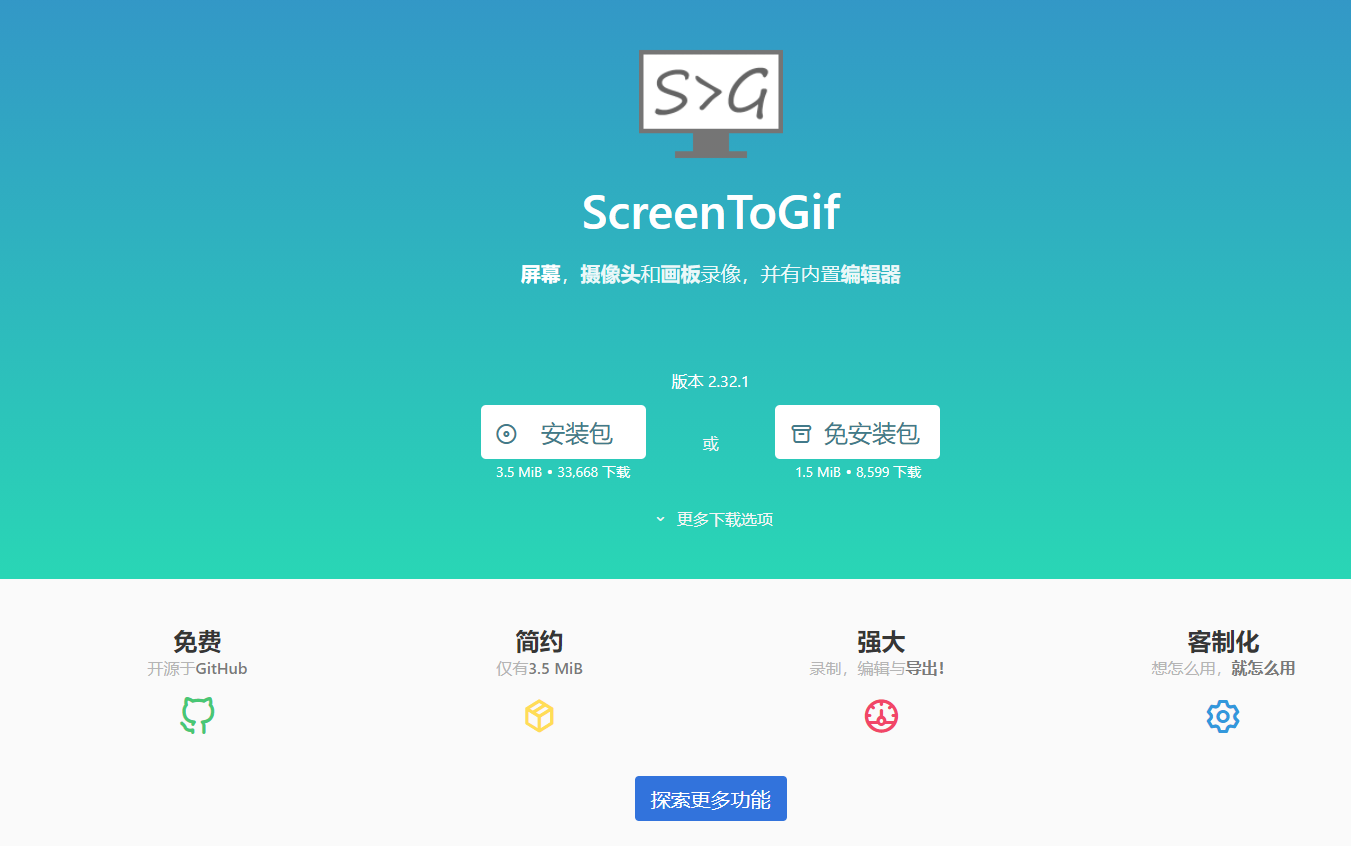 S>G
ScreenToGif
屏幕，摄像头和画板录像，并有内置编辑器
版本 2.32.1
安装包
或
免安装包
3.5 MiB • 33,668 下载
1.5 MiB • 8,599 下载
更多下载选项
免费
开源于GitHub
简约
仅有3.5 MiB
强大
录制，编辑与导出！
客制化
想怎么用，就怎么用
探索更多功能